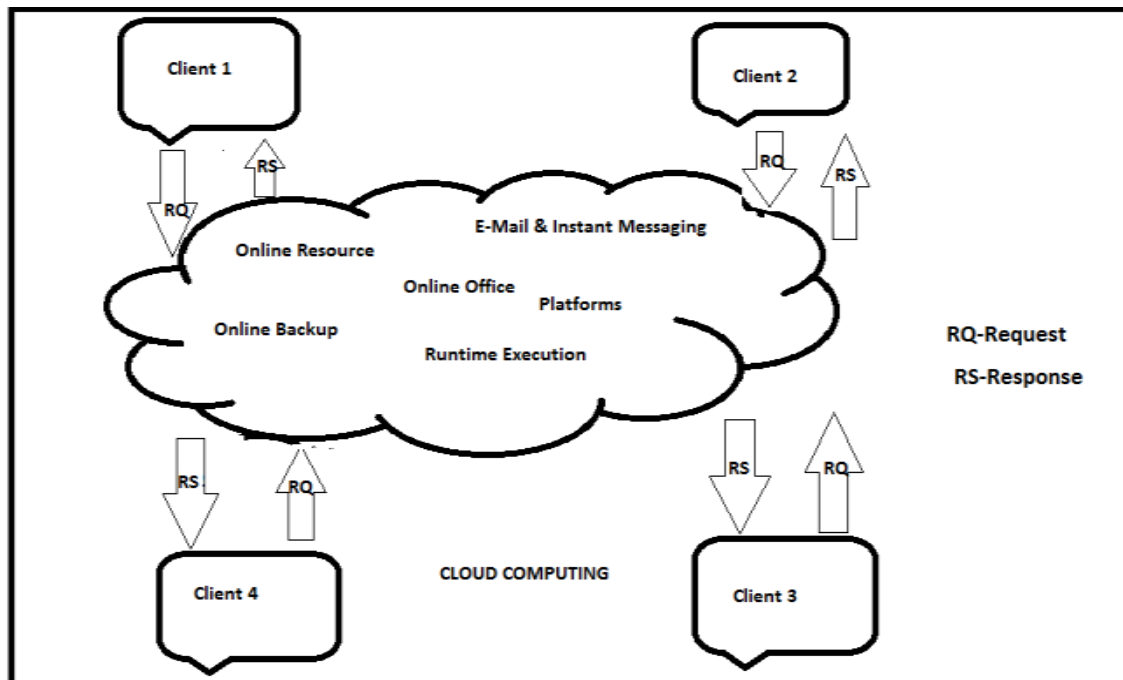 Client 1
Client 2
RS
RQ
RQ
RS
E-Mail & Instant Messaging
Online Resource
Online Office
Platforms
Online Backup
Runtime Execution
RQ-Request
RS-Response
RS
RQ
RS
RQ
CLOUD COMPUTING
Client 4
Client 3